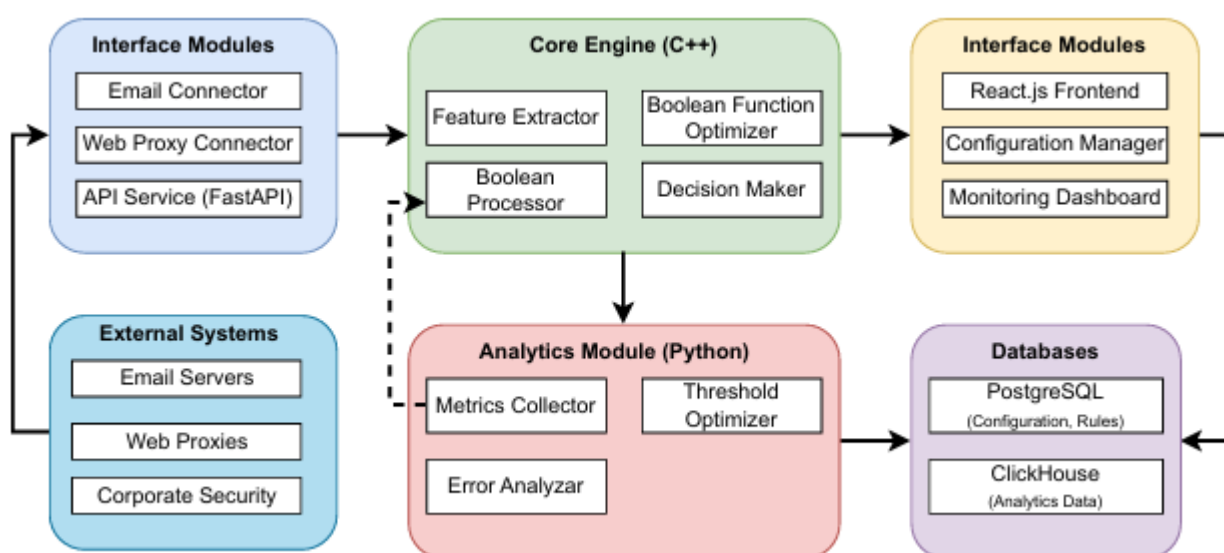 Interface Modules
Email Connector
Web Proxy Connector
API Service (FastAPI)
Core Engine (C++)
Feature Extractor
Boolean Function
Optimizer
Boolean
Processor
Decision Maker
Interface Modules
React.js Frontend
Configuration Manager
Monitoring Dashboard
External Systems
Email Servers
Web Proxies
Corporate Security
Analytics Module (Python)
Metrics Collector
Threshold
Optimizer
Error Analyzar
Databases
PostgreSQL
(Configuration, Rules)
ClickHouse
(Analytics Data)